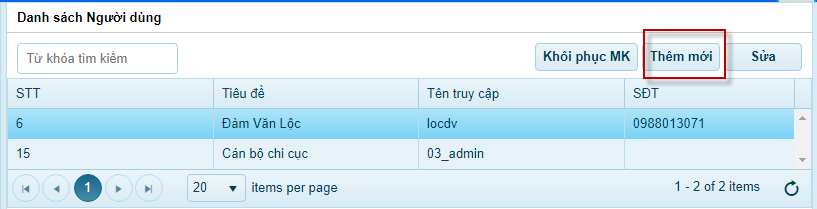 Danh sách Người dùng
Từ khóa tìm kiếm Khôi phục MK Thêm mới Sửa
STT Tiêu đề Tên truy cập SĐT
6 Đàm Văn Lộc locdv 0988013071
15 Cán bộ chi cục 03_admin
1 20 items per page 1 - 2 of 2 items